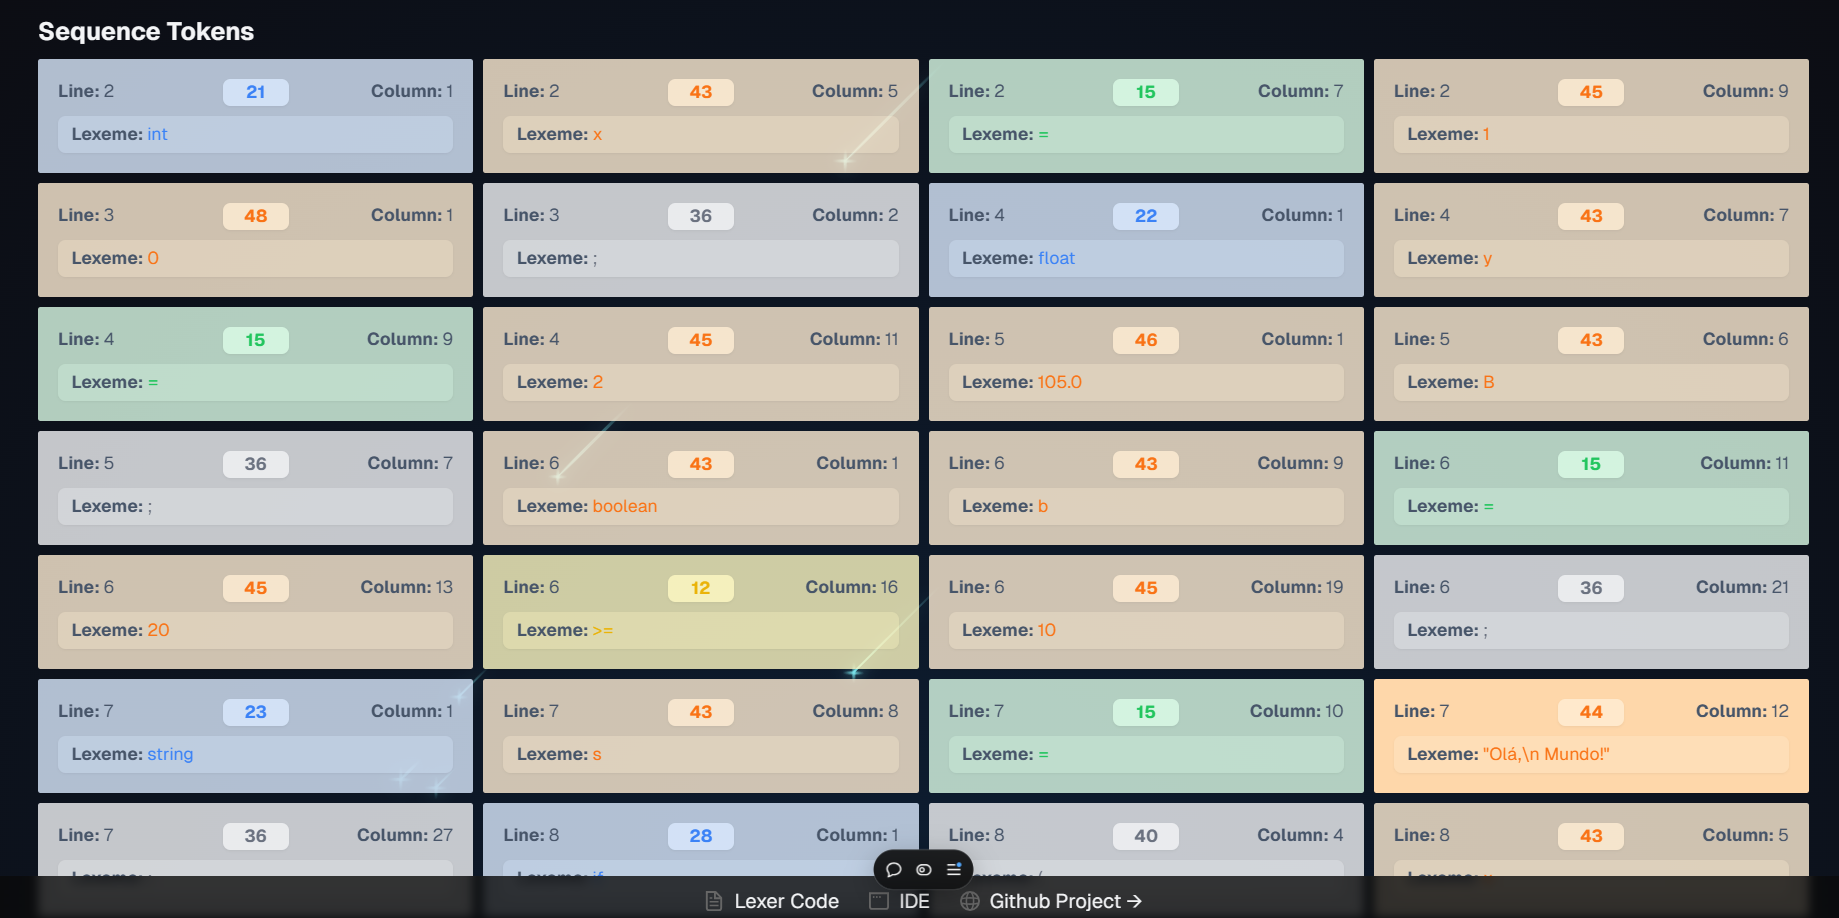 Sequence Tokens
Line: 2 21 Column: 1 Line: 2 43 Column: 5 Line: 2 15 Column: 7 Line: 2 45 Column: 9
Lexeme: int Lexeme: x Lexeme: = Lexeme: 1
Line: 3 48 Column: 1 Line: 3 36 Column: 2 Line: 4 22 Column: 1 Line: 4 43 Column: 7
Lexeme: 0 Lexeme: ; Lexeme: float Lexeme: y
Line: 4 15 Column: 9 Line: 4 45 Column: 11 Line: 5 46 Column: 1 Line: 5 43 Column: 6
Lexeme: = Lexeme: 2 Lexeme: 105.0 Lexeme: B
Line: 5 36 Column: 7 Line: 6 43 Column: 1 Line: 6 43 Column: 9 Line: 6 15 Column: 11
Lexeme: ; Lexeme: boolean Lexeme: b Lexeme: =
Line: 6 45 Column: 13 Line: 6 12 Column: 16 Line: 6 45 Column: 19 Line: 6 36 Column: 21
Lexeme: 20 Lexeme: >= Lexeme: 10 Lexeme: ;
Line: 7 23 Column: 1 Line: 7 43 Column: 8 Line: 7 15 Column: 10 Line: 7 44 Column: 12
Lexeme: string Lexeme: s Lexeme: = Lexeme: "Olá,\n Mundo!"
Line: 7 36 Column: 27 Line: 8 28 Column: 1 Line: 8 40 Column: 4 Line: 8 43 Column: 5
Lexeme: Lexeme: if Lexeme: ( Lexeme:
Lexer Code IDE Github Project →